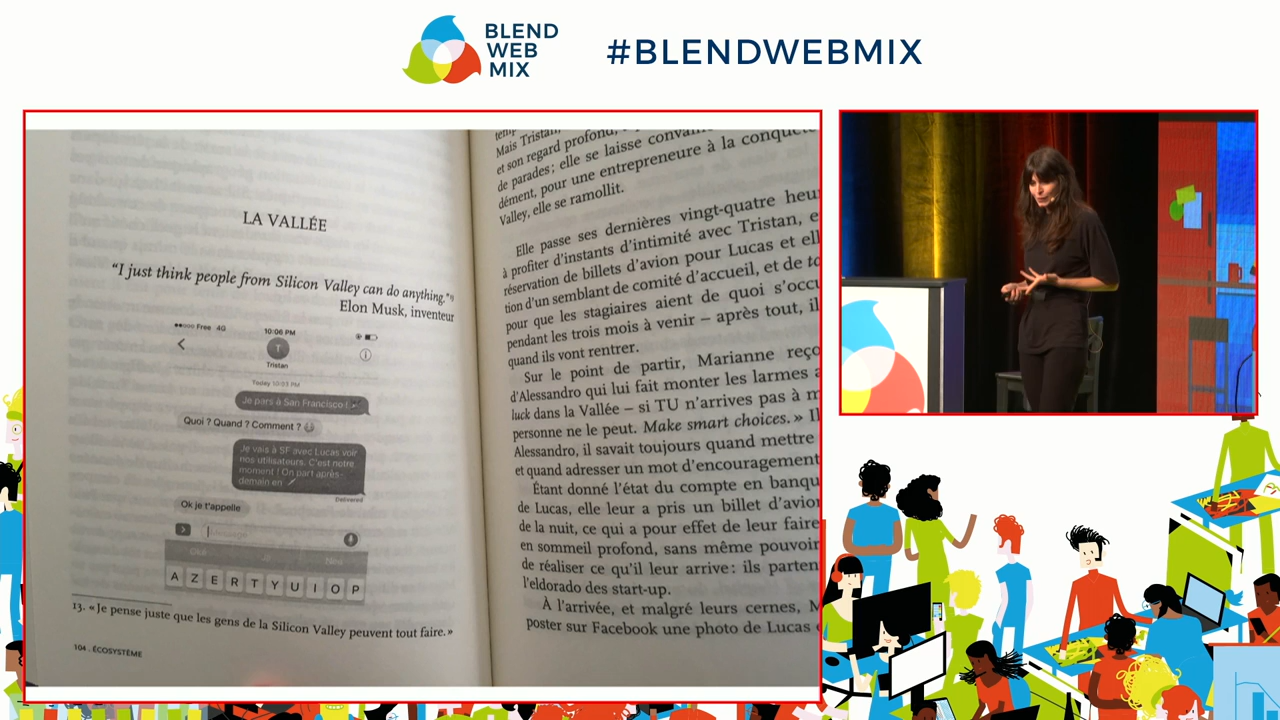 BLEND
WEB
MIX
#BLENDWEBMIX
LA VALLÉE
"I just think people from Silicon Valley can do anything."13
Elon Musk, inventeur
Free 4G
10:06 PM
T
Tristan
Today 10:03 PM
Je pars à San Francisco !
Quoi ? Quand ? Comment ?
Je vais à SF avec Lucas voir
nos utilisateurs. C'est notre
moment ! On part après-
demain en
Delivered
Ok je t'appelle
Message
A Z E R T Y U I O P
13. «Je pense juste que les gens de la Silicon Valley peuvent tout faire.»
104 . ÉCOSYSTÈME
Mais Tristan,
et son regard profond,
de parades ; elle se laisse
dément, pour une entrepreneure à la conquête
Valley, elle se ramollit.
Elle passe ses dernières vingt-quatre heu
à profiter d'instants d'intimité avec Tristan, e
réservation de billets d'avion pour Lucas et ell
tion d'un semblant de comité d'accueil, et de to
pour que les stagiaires aient de quoi s'occu
pendant les trois mois à venir – après tout, il
quand ils vont rentrer.
Sur le point de partir, Marianne reço
d'Alessandro qui lui fait monter les larmes a
luck dans la Vallée – si TU n'arrives pas à m
personne ne le peut. Make smart choices. » Il
Alessandro, il savait toujours quand mettre
et quand adresser un mot d'encouragement
Étant donné l'état du compte en banqu
de Lucas, elle leur a pris un billet d'avio
de la nuit, ce qui a pour effet de leur faire
en sommeil profond, sans même pouvoir
de réaliser ce qu'il leur arrive : ils parten
l'eldorado des start-up.
À l'arrivée, et malgré leurs cernes, M
poster sur Facebook une photo de Lucas e